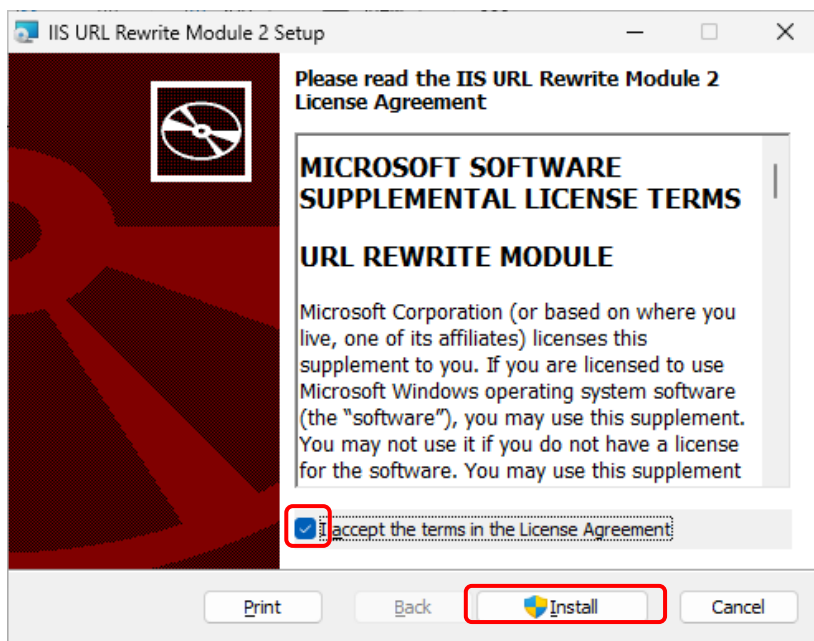 IIS URL Rewrite Module 2 Setup
Please read the IIS URL Rewrite Module 2
License Agreement
MICROSOFT SOFTWARE
SUPPLEMENTAL LICENSE TERMS
URL REWRITE MODULE
Microsoft Corporation (or based on where you
live, one of its affiliates) licenses this
supplement to you. If you are licensed to use
Microsoft Windows operating system software
(the “software”), you may use this supplement.
You may not use it if you do not have a license
for the software. You may use this supplement
I accept the terms in the License Agreement
Print Back Install Cancel